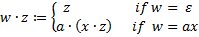 w · z ≔ { z if w = ε
a · (x · z) if w = ax